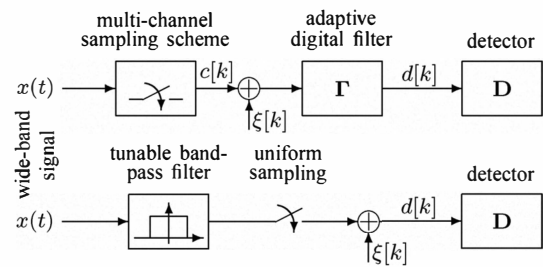 multi-channel
sampling scheme
adaptive
digital filter
detector
x(t)
c[k]
ξ[k]
Γ
d[k]
D
wide-band
signal
tunable band-
pass filter
uniform
sampling
detector
x(t)
ξ[k]
d[k]
D